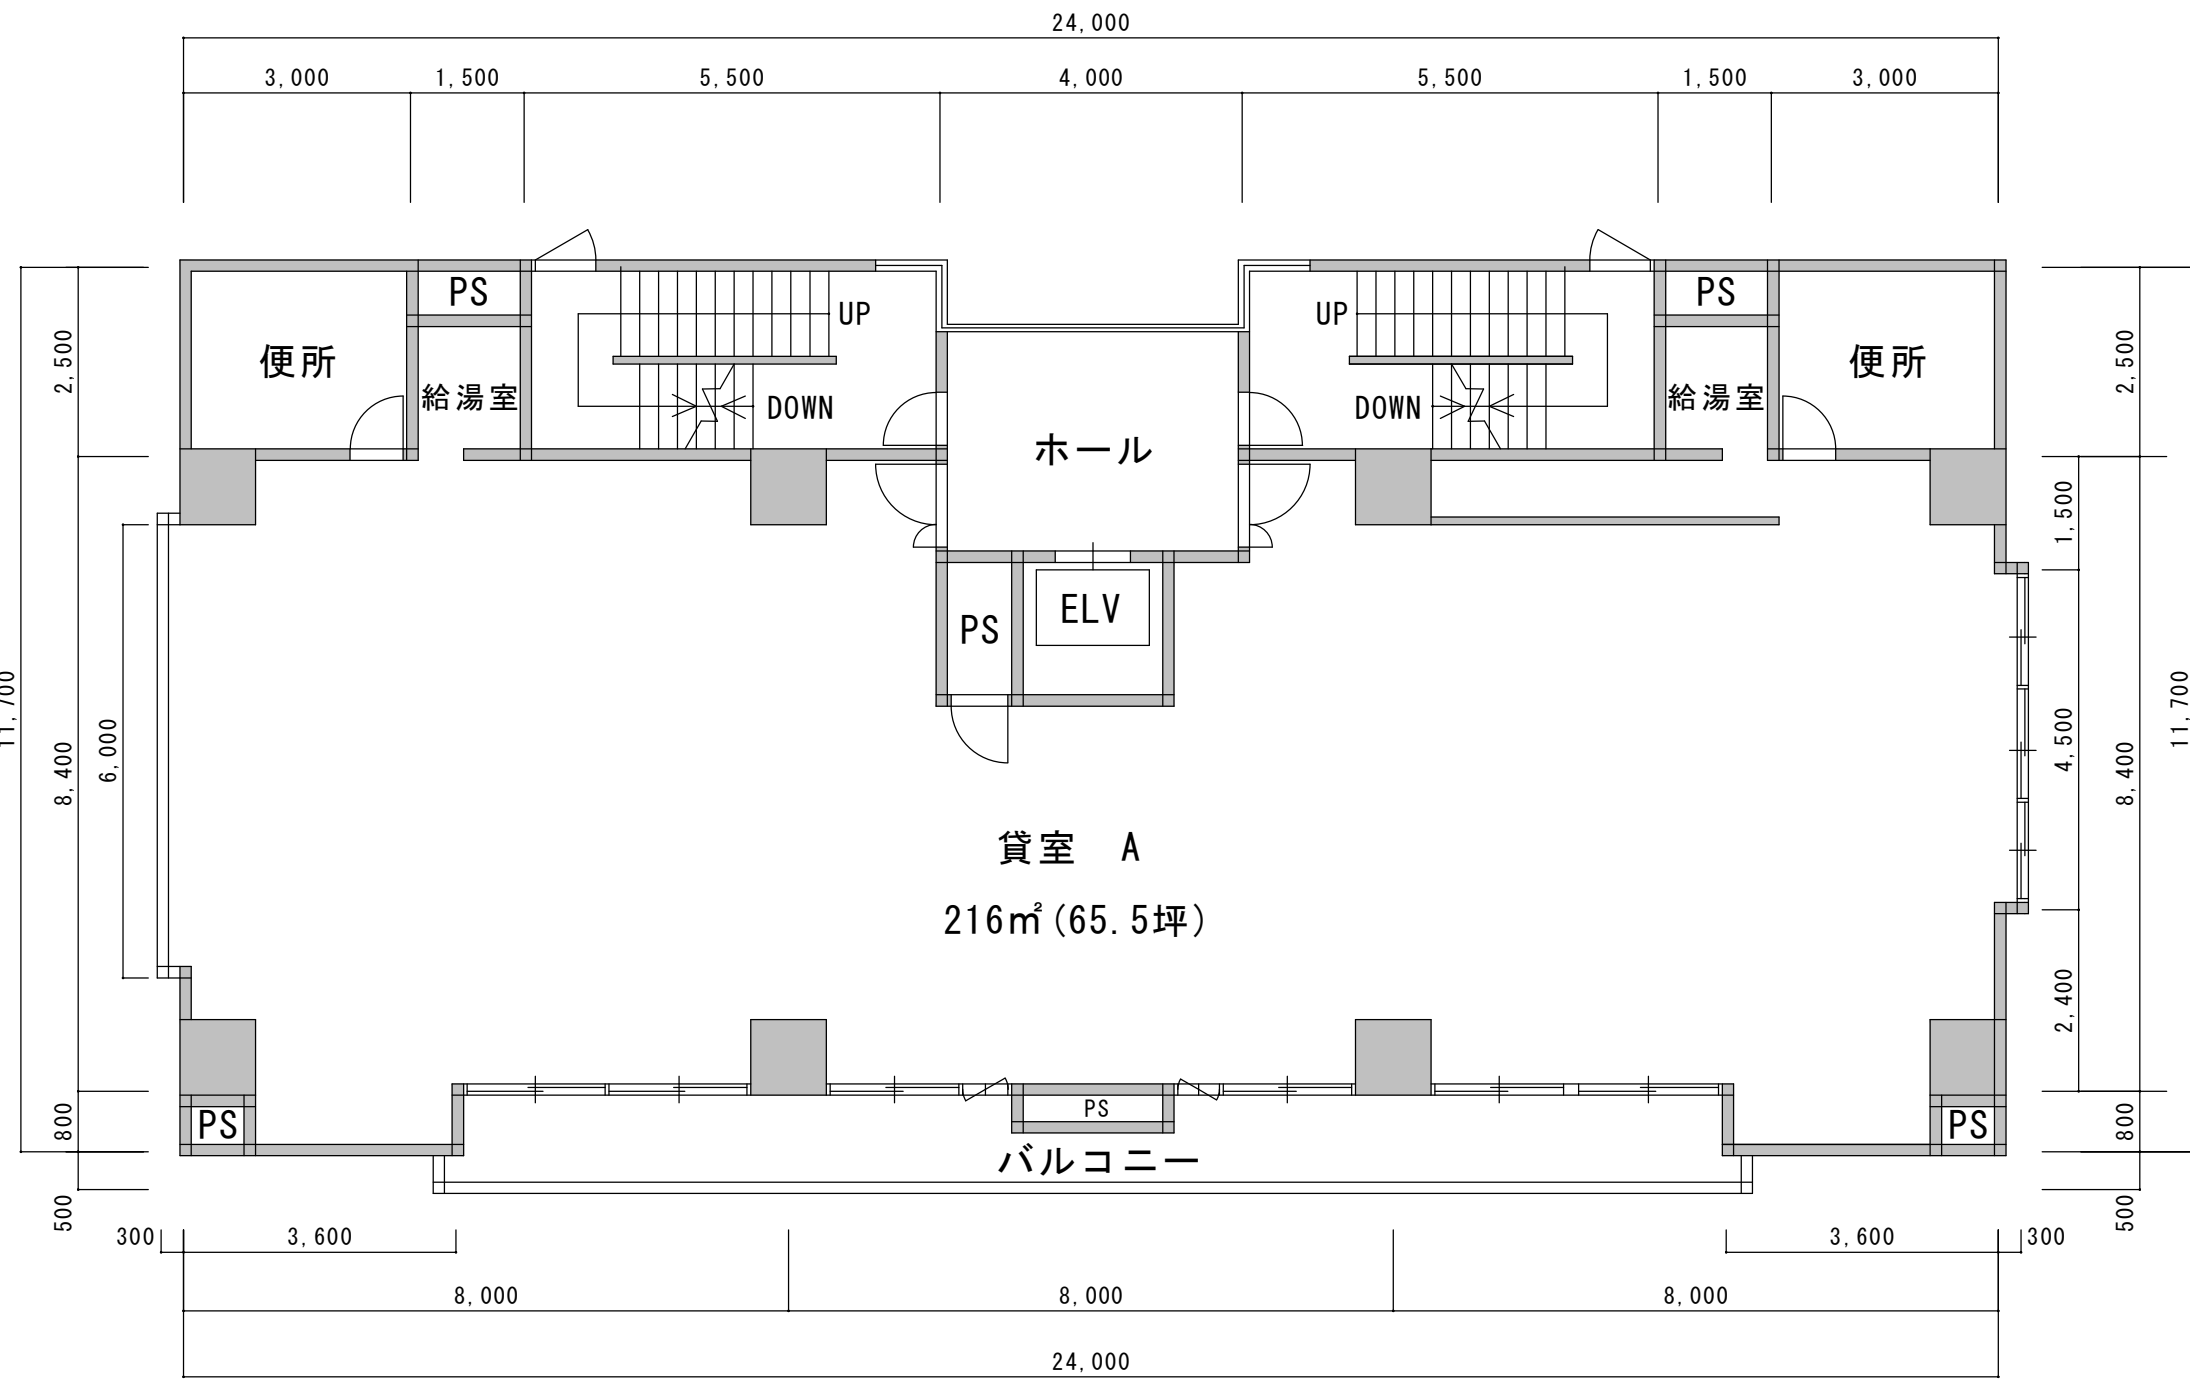 24,000
3,000 1,500 5,500 4,000 5,500 1,500 3,000
PS UP UP PS
便所 便所
給湯室 DOWN DOWN 給湯室
ホール
2,500 2,500
1,500
PS ELV
11,700 8,400 6,000 4,500 8,400 11,700
貸室 A
216㎡(65.5坪)
2,400
PS PS PS
800 800
バルコニー
500 500
300 3,600 3,600 300
8,000 8,000 8,000
24,000